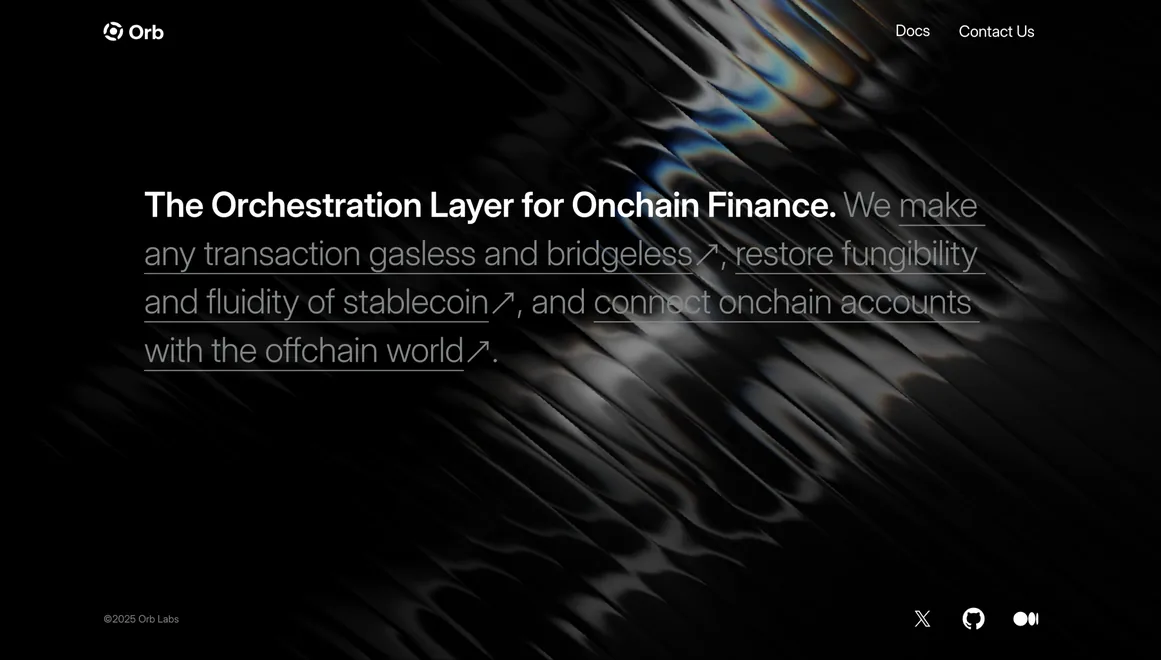 Orb
Docs
Contact Us
The Orchestration Layer for Onchain Finance. We make
any transaction gasless and bridgeless↗, restore fungibility
and fluidity of stablecoin↗, and connect onchain accounts
with the offchain world↗.
©2025 Orb Labs